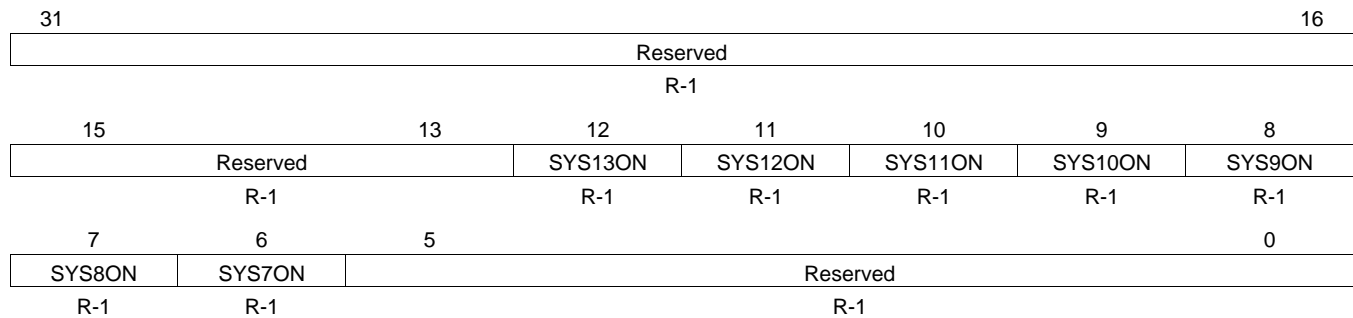 31 16
Reserved
R-1
15 13 12 11 10 9 8
Reserved SYS13ON SYS12ON SYS11ON SYS10ON SYS9ON
R-1 R-1 R-1 R-1 R-1 R-1
7 6 5 0
SYS8ON SYS7ON Reserved
R-1 R-1 R-1